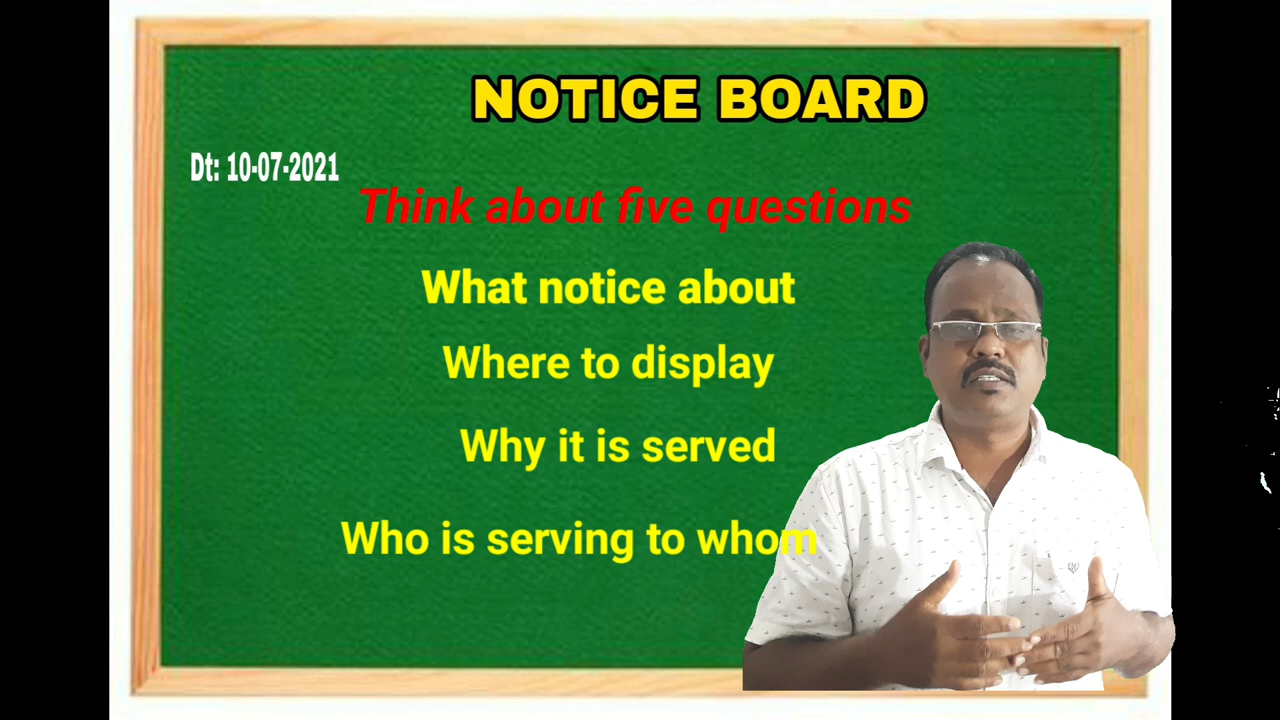 NOTICE BOARD
Dt: 10-07-2021
Think about five questions
What notice about
Where to display
Why it is served
Who is serving to whom